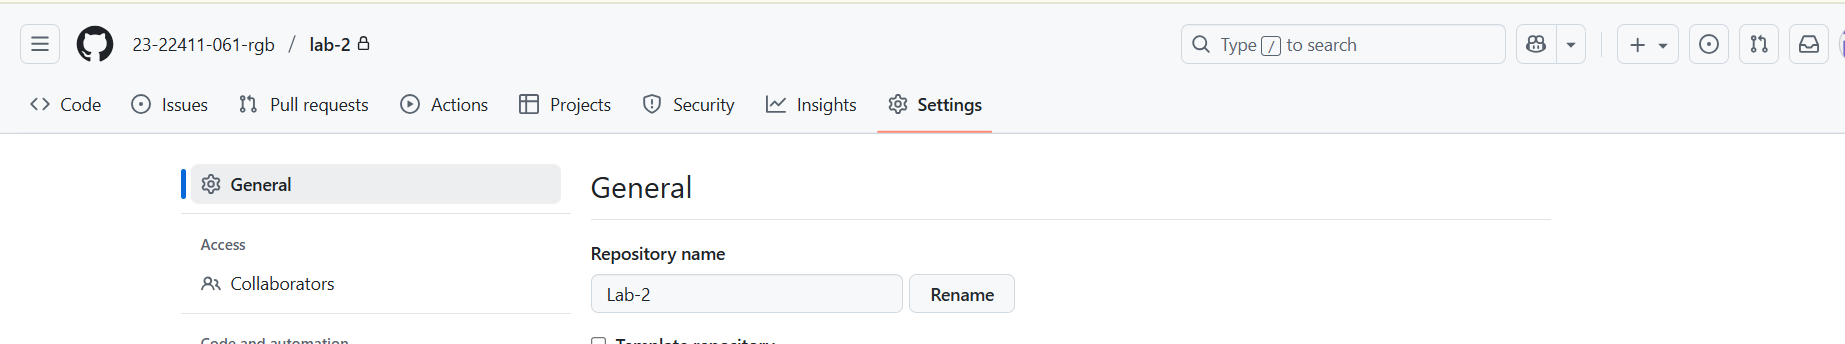 23-22411-061-rgb / lab-2
Type / to search
Code Issues Pull requests Actions Projects Security Insights Settings
General
General
Access
Repository name
Collaborators
Lab-2 Rename
Code and automation
Template repository